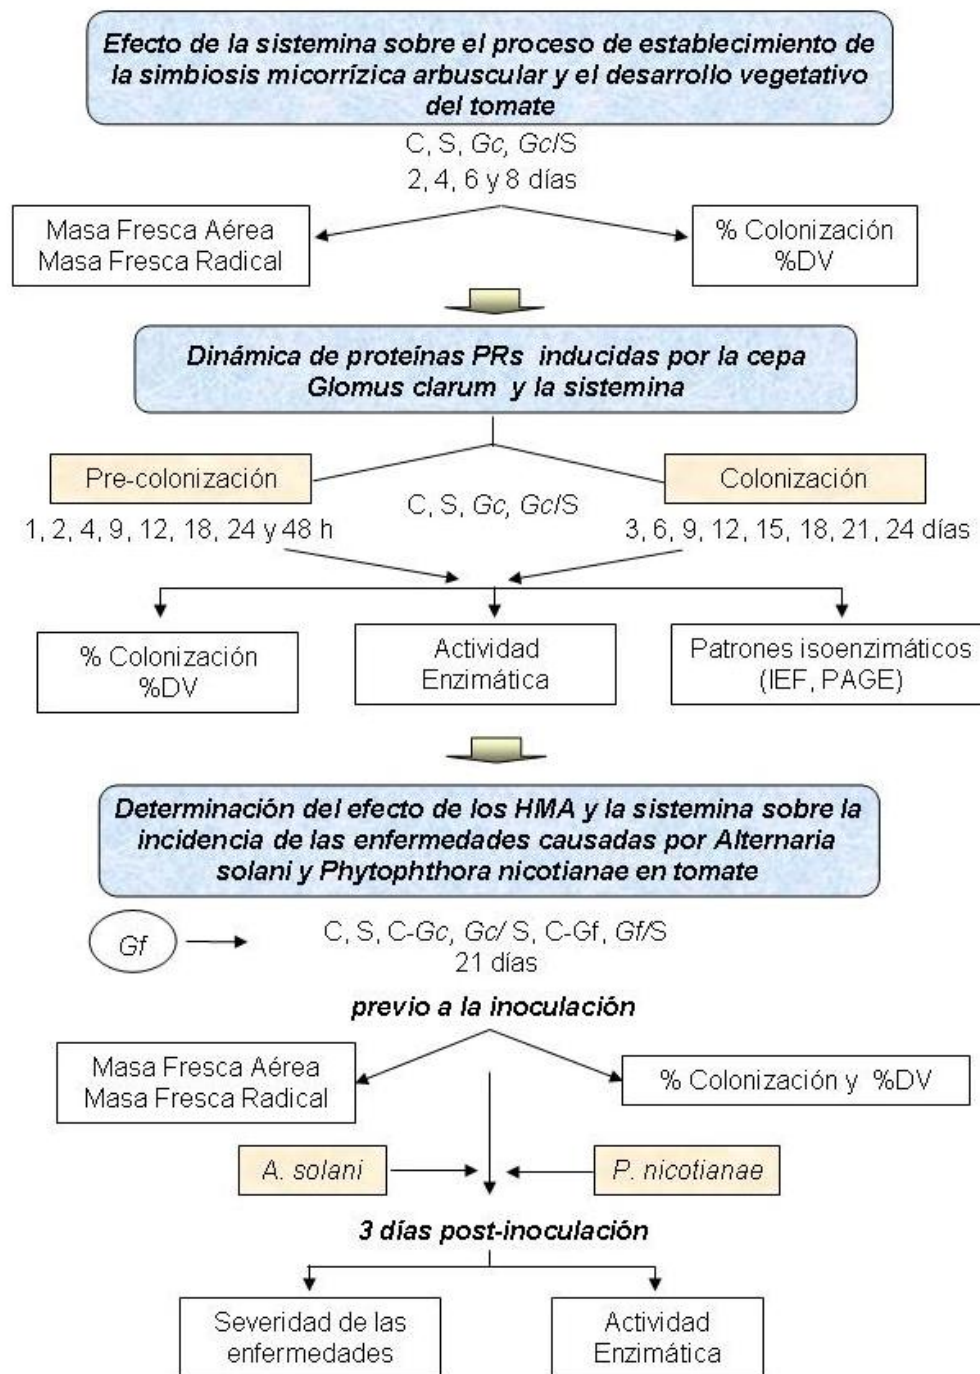 Efecto de la sistemina sobre el proceso de establecimiento de
la simbiosis micorrízica arbuscular y el desarrollo vegetativo
del tomate
C, S, Gc, Gc/S
2, 4, 6 y 8 días
Masa Fresca Aérea
Masa Fresca Radical
% Colonización
%DV
Dinámica de proteínas PRs inducidas por la cepa
Glomus clarum y la sistemina
Pre-colonización
Colonización
C, S, Gc, Gc/S
1, 2, 4, 9, 12, 18, 24 y 48 h
3, 6, 9, 12, 15, 18, 21, 24 días
% Colonización
%DV
Actividad
Enzimática
Patrones isoenzimáticos
(IEF, PAGE)
Determinación del efecto de los HMA y la sistemina sobre la
incidencia de las enfermedades causadas por Alternaria
solani y Phytophthora nicotianae en tomate
Gf
C, S, C-Gc, Gc/ S, C-Gf, Gf/S
21 días
previo a la inoculación
Masa Fresca Aérea
Masa Fresca Radical
% Colonización y %DV
A. solani
P. nicotianae
3 días post-inoculación
Severidad de las
enfermedades
Actividad
Enzimática